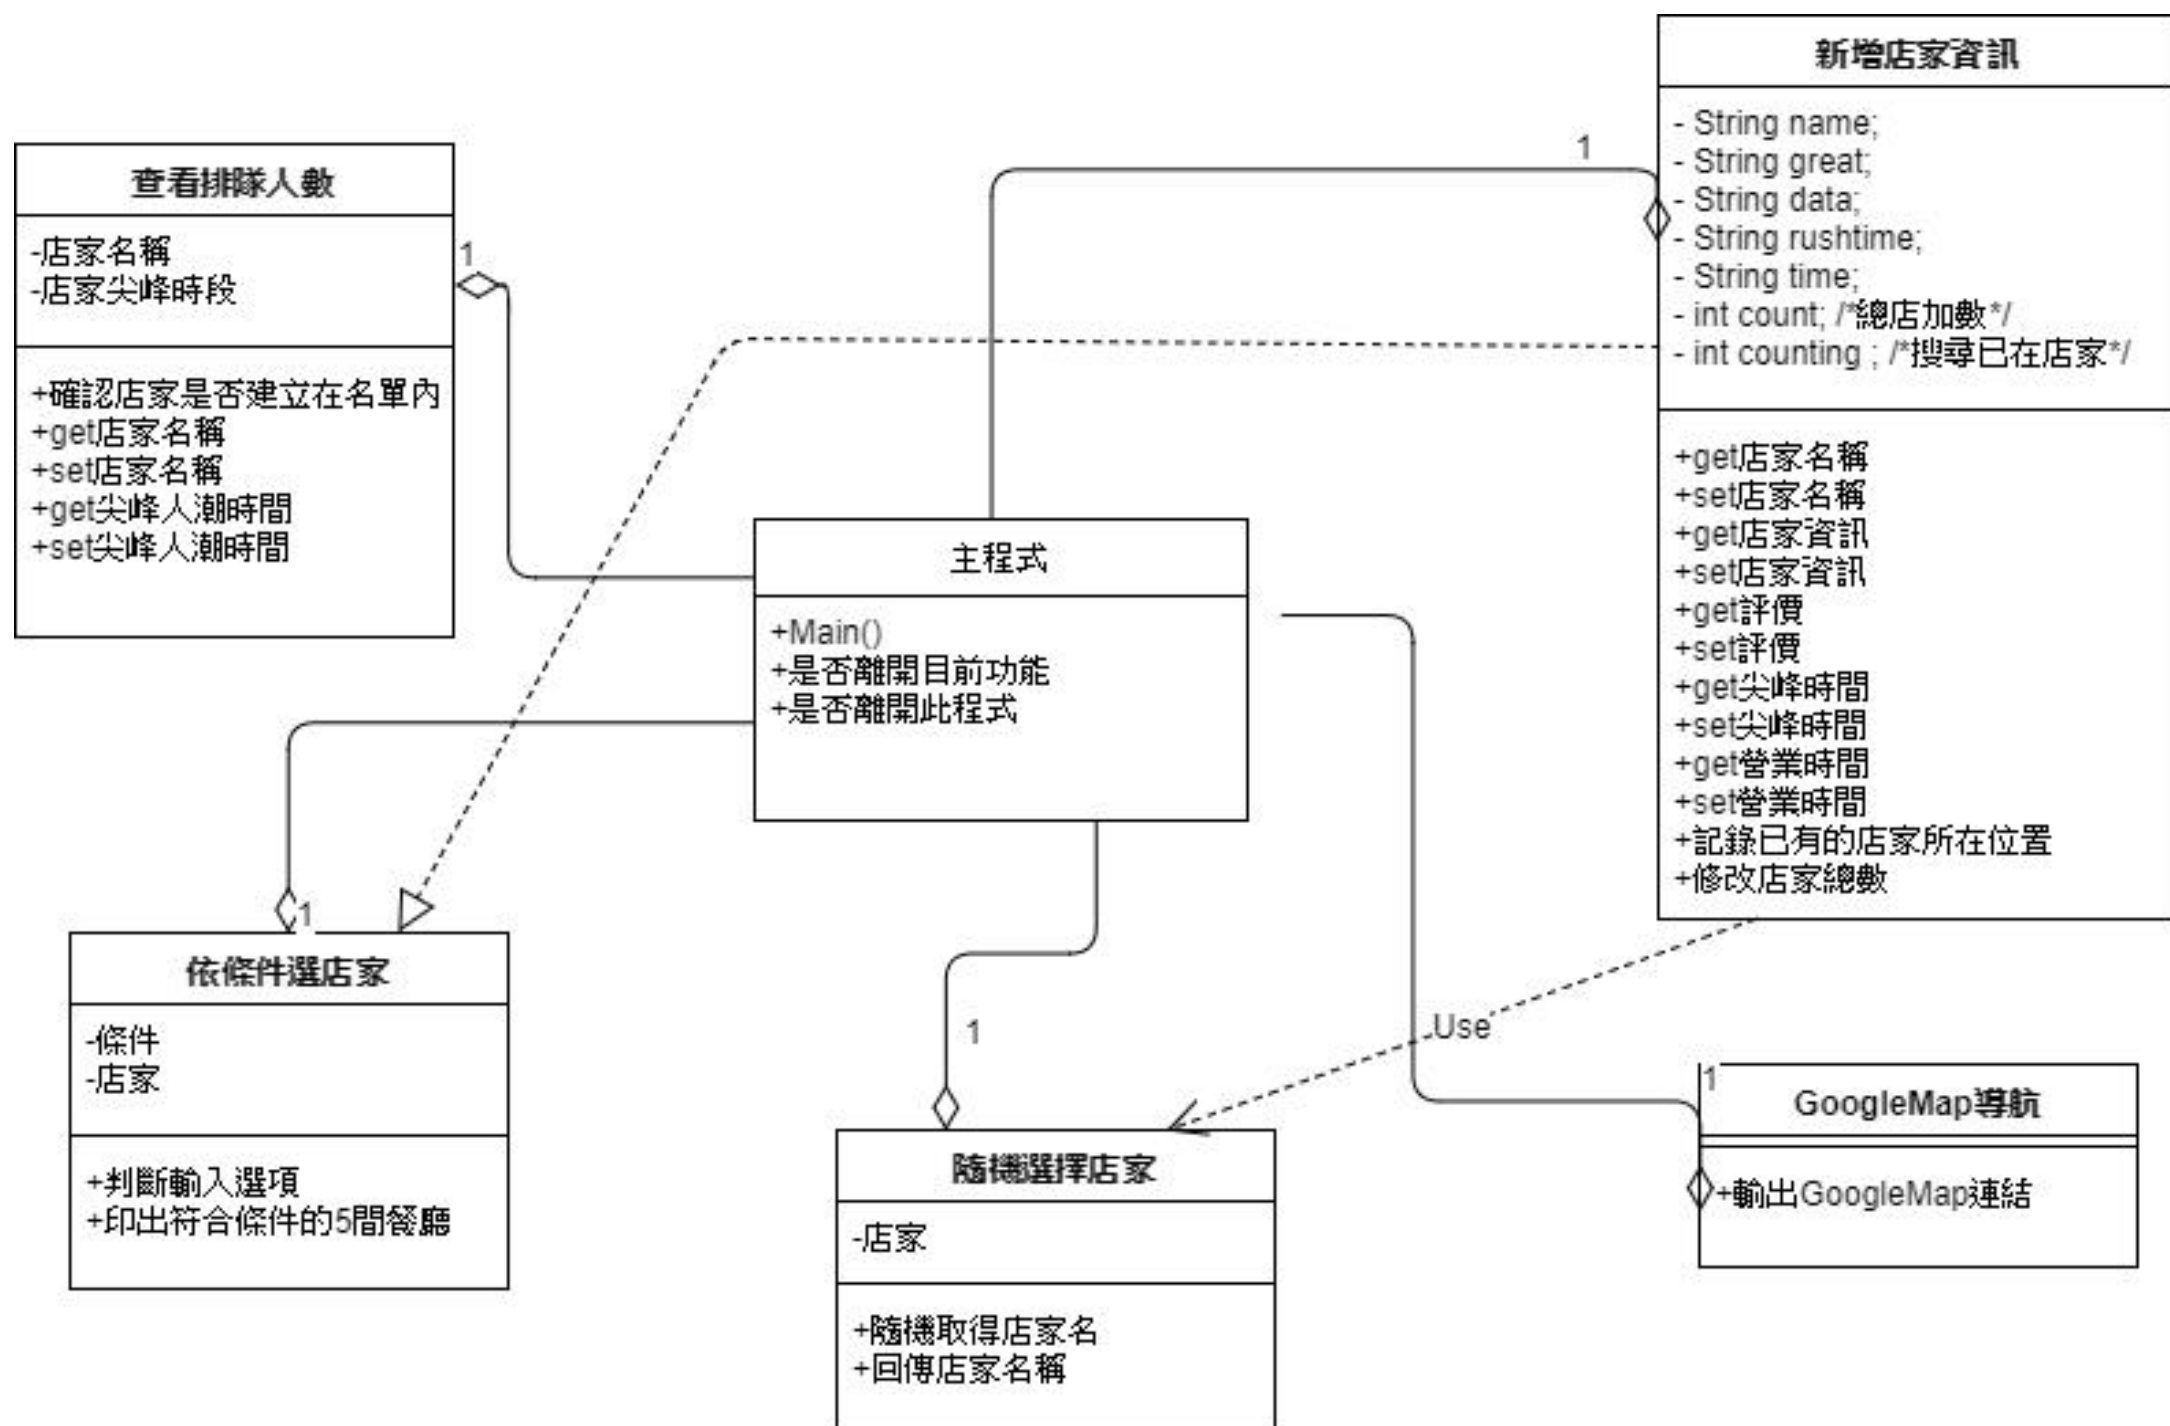 新增店家資訊
- String name;
- String great;
- String data;
- String rushtime;
- String time;
- int count; /*總店加數*/
- int counting ; /*搜尋已在店家*/
+get店家名稱
+set店家名稱
+get店家資訊
+set店家資訊
+get評價
+set評價
+get尖峰時間
+set尖峰時間
+get營業時間
+set營業時間
+記錄已有的店家所在位置
+修改店家總數
1
查看排隊人數
-店家名稱
-店家尖峰時段
+確認店家是否建立在名單內
+get店家名稱
+set店家名稱
+get尖峰人潮時間
+set尖峰人潮時間
1
主程式
+Main()
+是否離開目前功能
+是否離開此程式
1
依條件選店家
-條件
-店家
+判斷輸入選項
+印出符合條件的5間餐廳
1
Use
隨機選擇店家
-店家
+隨機取得店家名
+回傳店家名稱
1
GoogleMap導航
+輸出GoogleMap連結